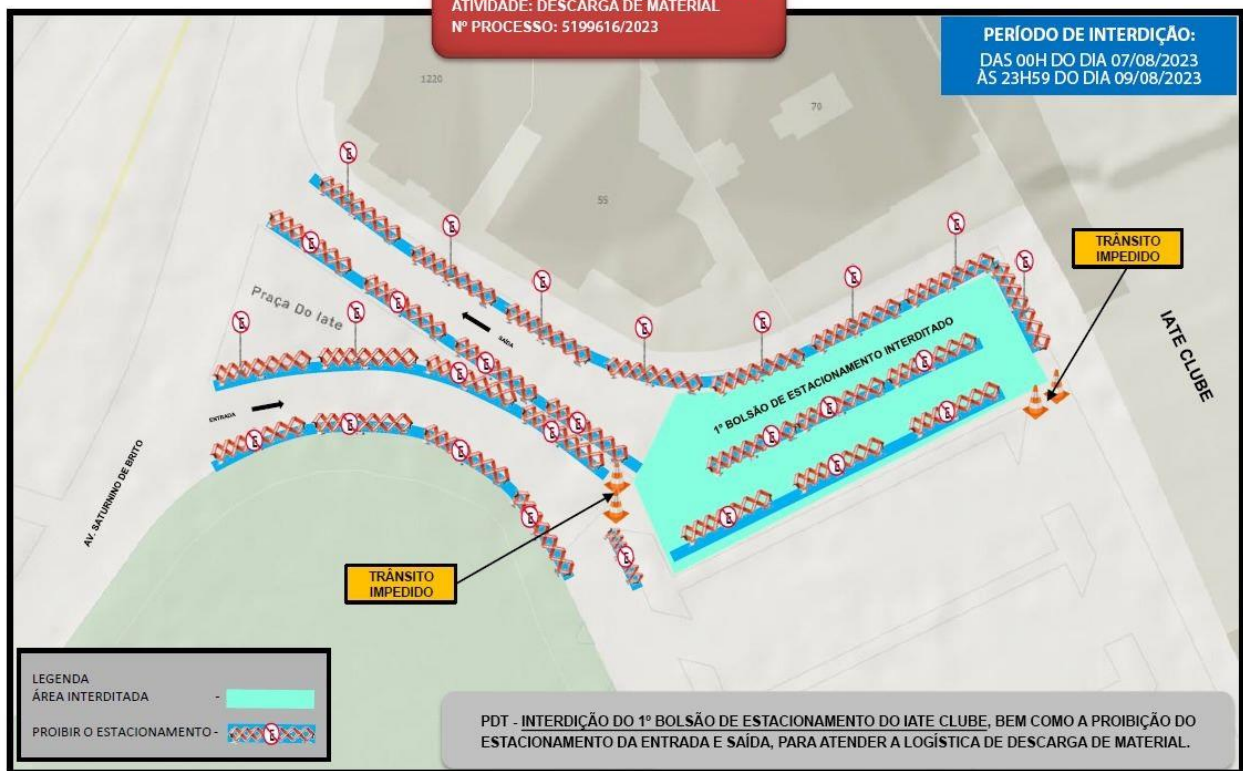 ATIVIDADE: DESCARGA DE MATERIAL
Nº PROCESSO: 5199616/2023
PERÍODO DE INTERDIÇÃO:
DAS 00H DO DIA 07/08/2023
ÀS 23H59 DO DIA 09/08/2023
1220
70
55
TRÂNSITO
IMPEDIDO
IATE CLUBE
Praça Do Iate
SAÍDA
1º BOLSÃO DE ESTACIONAMENTO INTERDITADO
ENTRADA
AV. SATURNINO DE BRITO
TRÂNSITO
IMPEDIDO
LEGENDA
ÁREA INTERDITADA -
PROIBIR O ESTACIONAMENTO -
PDT - INTERDIÇÃO DO 1º BOLSÃO DE ESTACIONAMENTO DO IATE CLUBE, BEM COMO A PROIBIÇÃO DO
ESTACIONAMENTO DA ENTRADA E SAÍDA, PARA ATENDER A LOGÍSTICA DE DESCARGA DE MATERIAL.